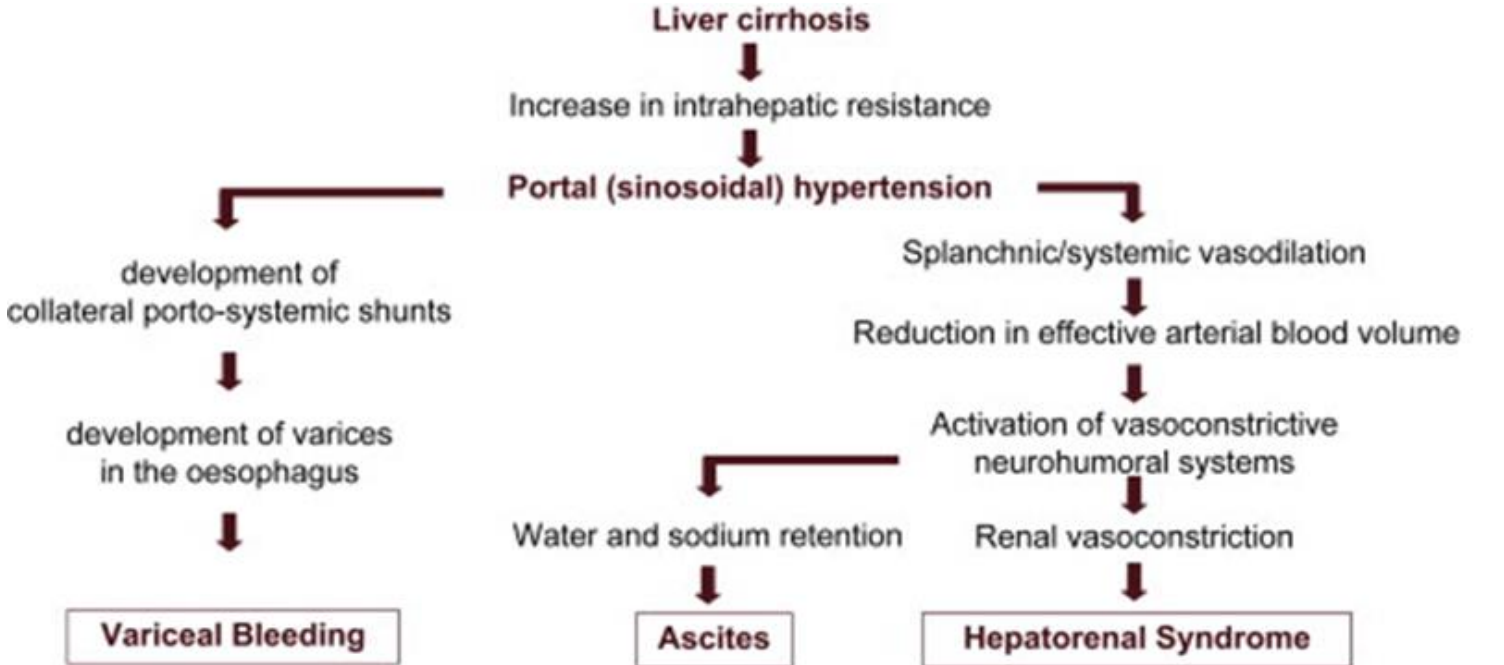 Liver cirrhosis
Increase in intrahepatic resistance
Portal (sinosoidal) hypertension
development of
collateral porto-systemic shunts
development of varices
in the oesophagus
Variceal Bleeding
Splanchnic/systemic vasodilation
Reduction in effective arterial blood volume
Activation of vasoconstrictive
neurohumoral systems
Water and sodium retention
Ascites
Renal vasoconstriction
Hepatorenal Syndrome